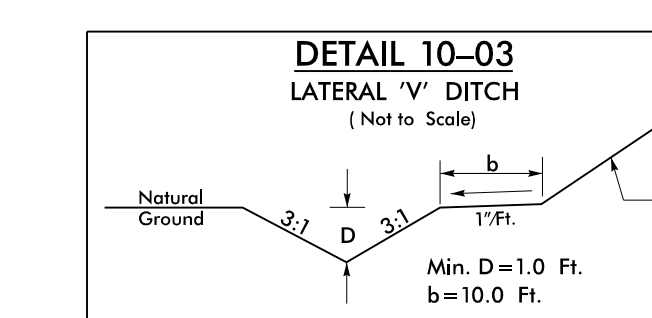 DETAIL 10–03
LATERAL 'V' DITCH
( Not to Scale)
b
Natural
Ground
3:1
D
3:1
1"/Ft.
Min. D=1.0 Ft.
b=10.0 Ft.